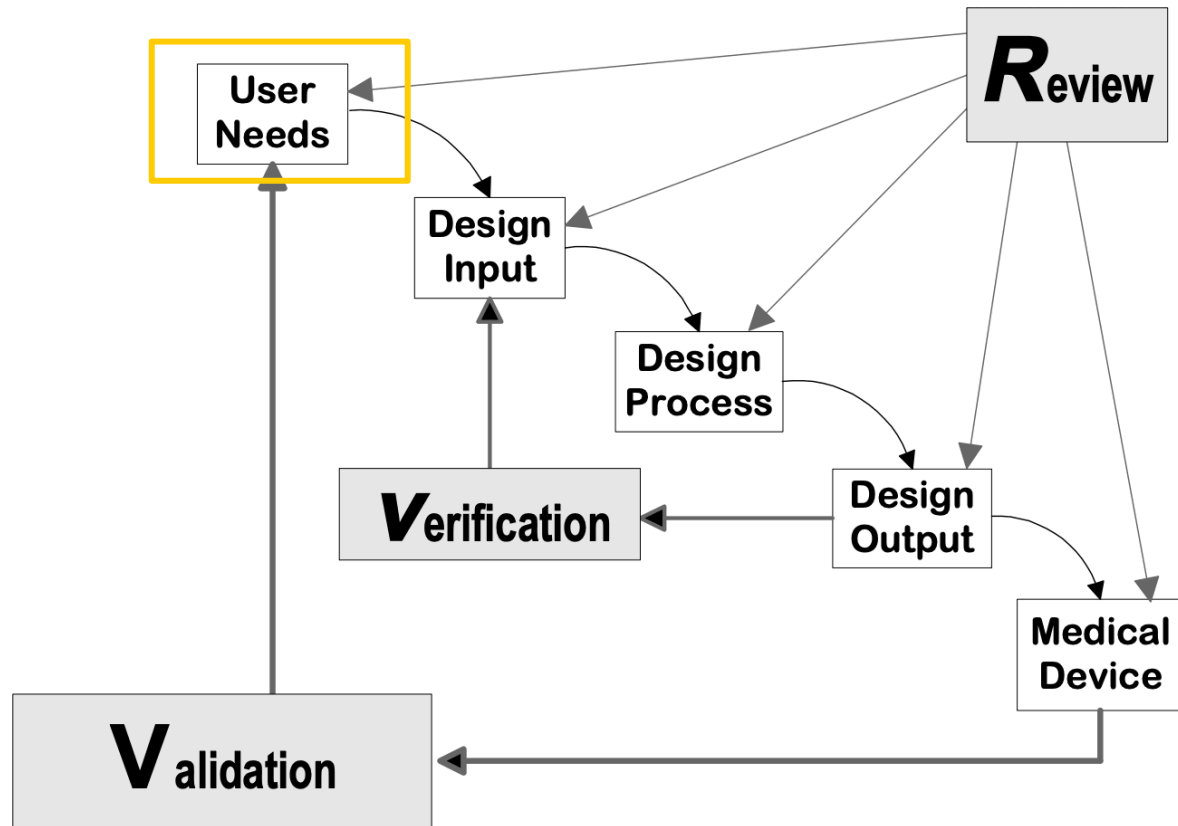 User
Needs
Review
Design
Input
Design
Process
Verification
Design
Output
Medical
Device
Validation